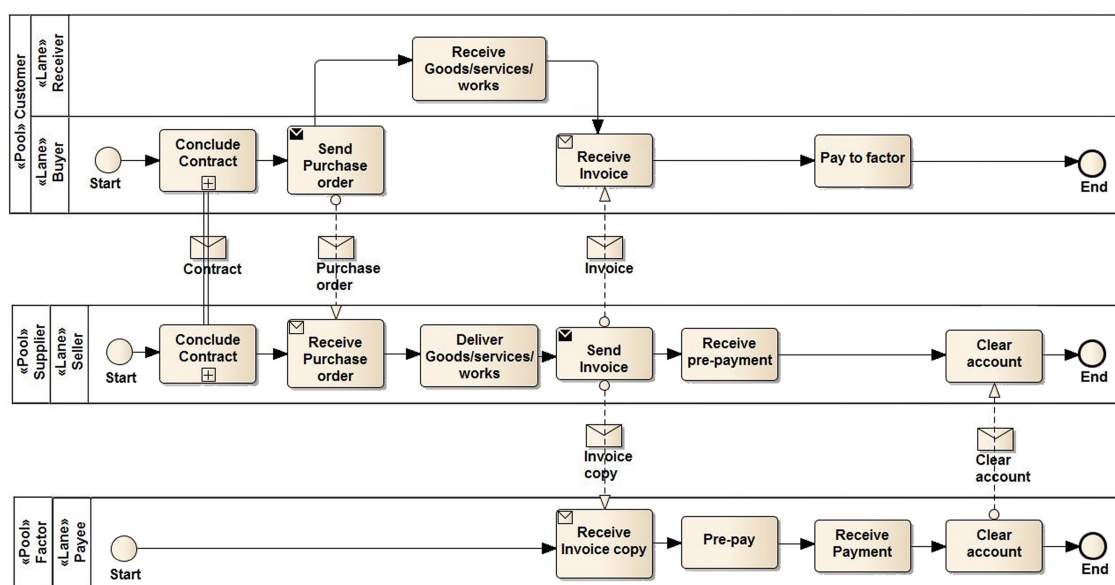 «Pool» Customer
«Lane»
Receiver
Receive
Goods/services/
works
«Lane»
Buyer
Start
Conclude
Contract
Send
Purchase
order
Receive
Invoice
Pay to factor
End
Contract
Purchase
order
Invoice
«Pool»
Supplier
«Lane»
Seller
Start
Conclude
Contract
Receive
Purchase
order
Deliver
Goods/services/
works
Send
Invoice
Receive
pre-payment
Clear
account
End
Invoice
copy
Clear
account
«Pool»
Factor
«Lane»
Payee
Start
Receive
Invoice copy
Pre-pay
Receive
Payment
Clear
account
End